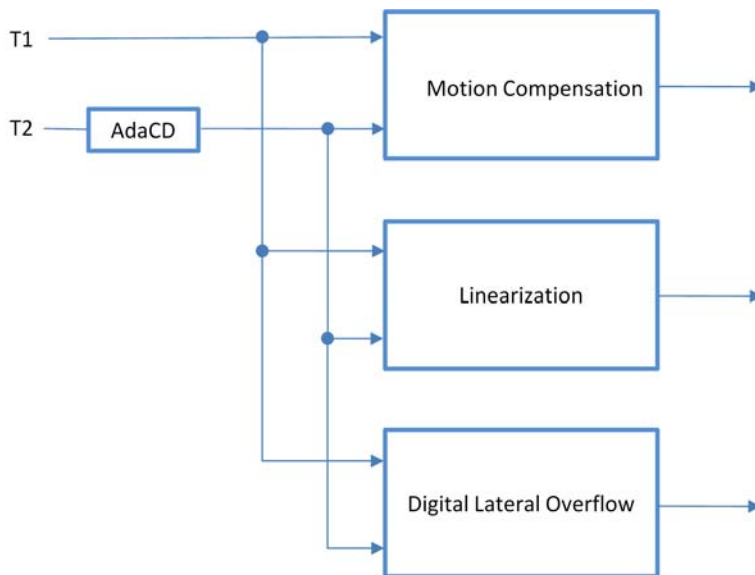 T1
Motion Compensation
T2
AdaCD
Linearization
Digital Lateral Overflow